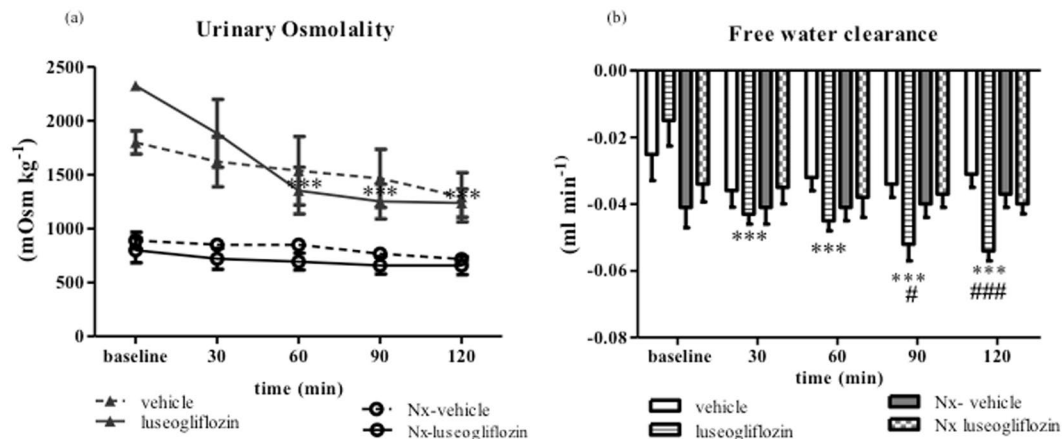 (a)
Urinary Osmolality
2500
2000
1500
1000
500
0
(mOsm kg-1)
***
***
***
baseline 30 60 90 120
time (min)
vehicle
luseogliflozin
Nx-vehicle
Nx-luseogliflozin
(b)
Free water clearance
0.00
-0.02
-0.04
-0.06
-0.08
(ml min-1)
***
***
***
#
***
###
baseline 30 60 90 120
time (min)
vehicle
luseogliflozin
Nx- vehicle
Nx luseogliflozin